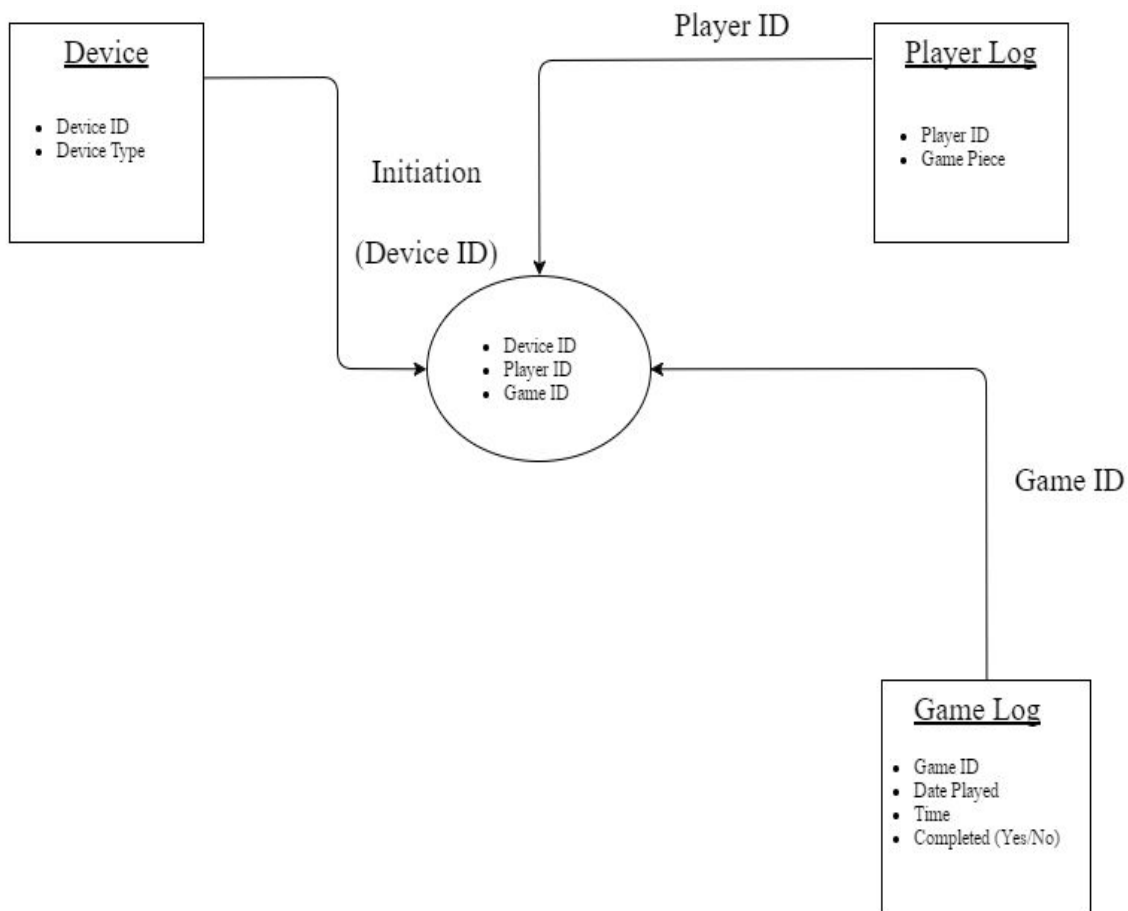 Device
• Device ID
• Device Type
Initiation
(Device ID)
Player ID
Player Log
• Player ID
• Game Piece
• Device ID
• Player ID
• Game ID
Game ID
Game Log
• Game ID
• Date Played
• Time
• Completed (Yes/No)